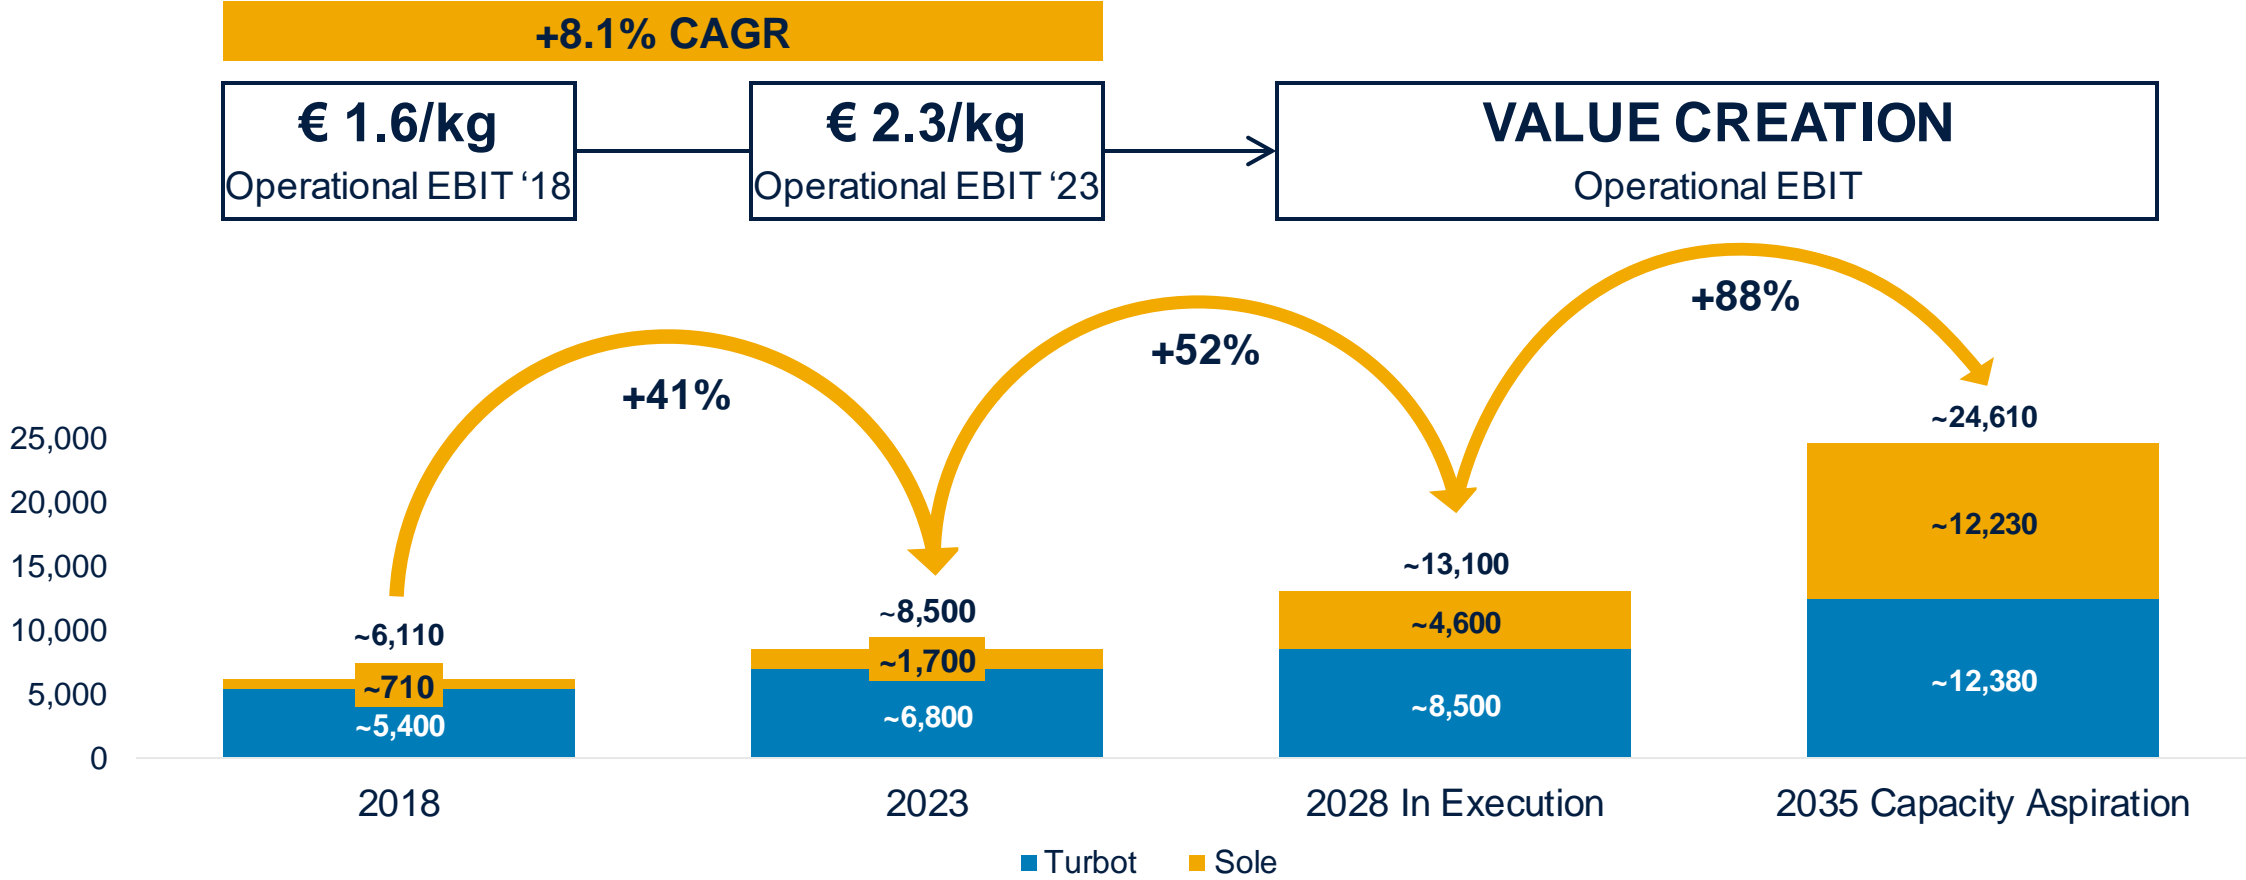 +8.1% CAGR
€ 1.6/kg
Operational EBIT ‘18
€ 2.3/kg
Operational EBIT ‘23
VALUE CREATION
Operational EBIT
+41%
+52%
+88%
25,000
20,000
15,000
10,000
5,000
0
~6,110
~710
~5,400
~8,500
~1,700
~6,800
~13,100
~4,600
~8,500
~24,610
~12,230
~12,380
2018
2023
2028 In Execution
2035 Capacity Aspiration
Turbot
Sole